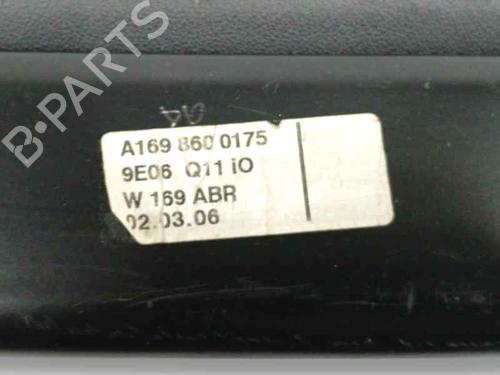 A169 860 0175
9E06 Q11 iO
W 169 ABR
02.03.06
B-PARTS